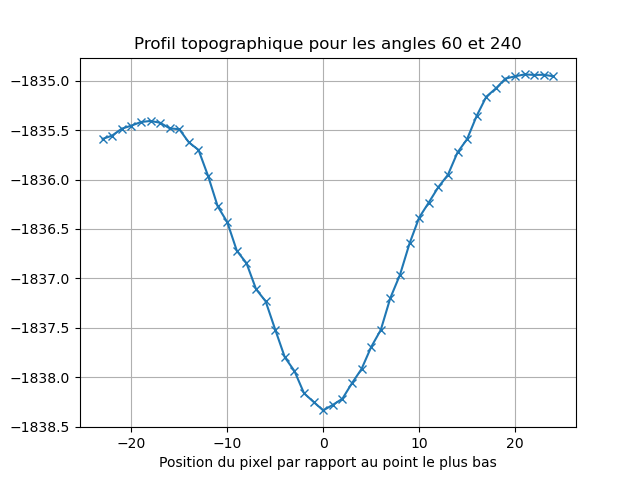 Profil topographique pour les angles 60 et 240
−1835.0
−1835.5
−1836.0
−1836.5
−1837.0
−1837.5
−1838.0
−1838.5
−20 −10 0 10 20
Position du pixel par rapport au point le plus bas